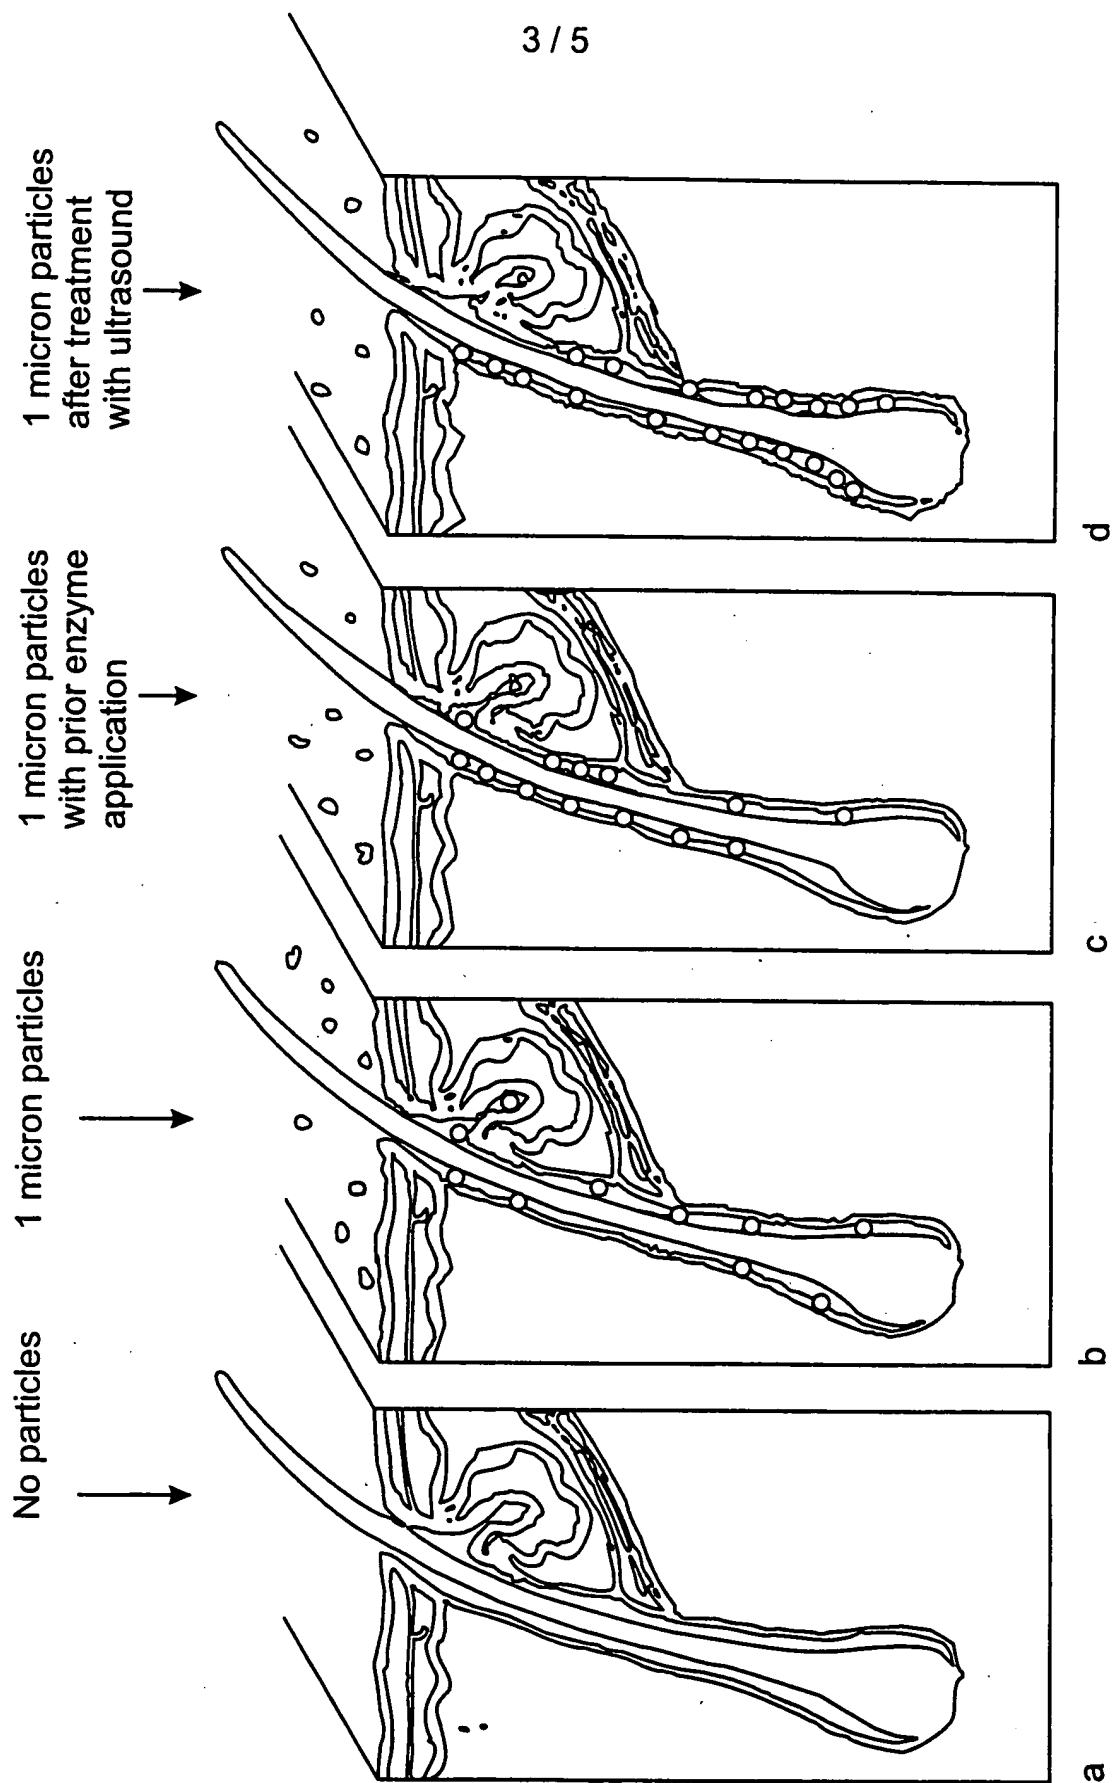 3 / 5
No particles
1 micron particles
1 micron particles
with prior enzyme
application
1 micron particles
after treatment
with ultrasound
a
b
c
d